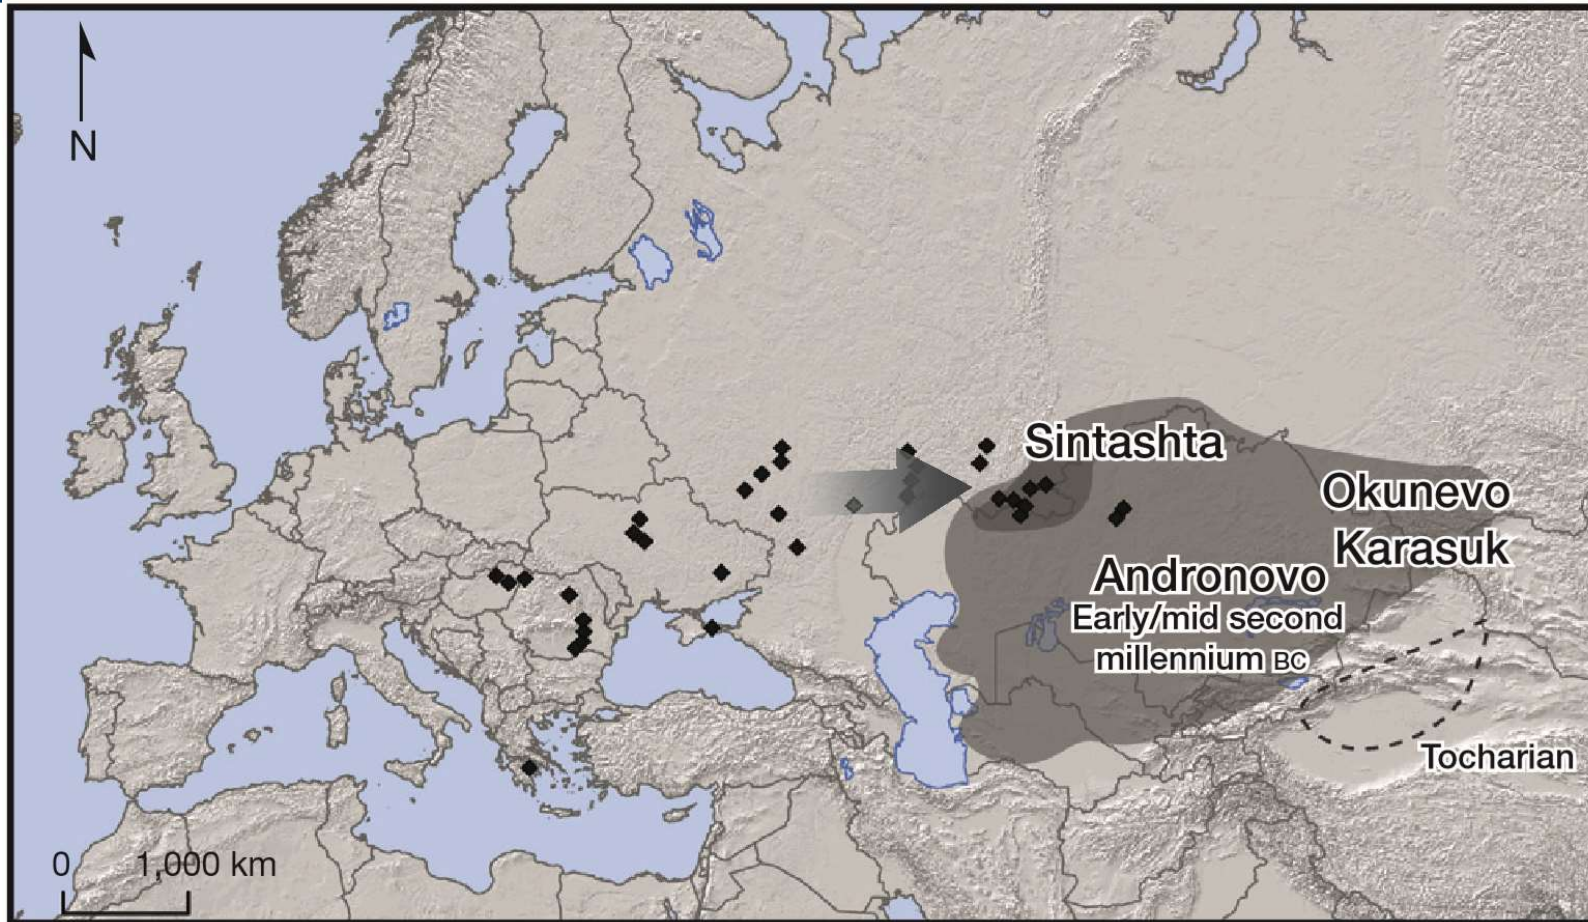 N
Sintashta
Okunevo
Karasuk
Andronovo
Early/mid second
millennium BC
Tocharian
0 1,000 km